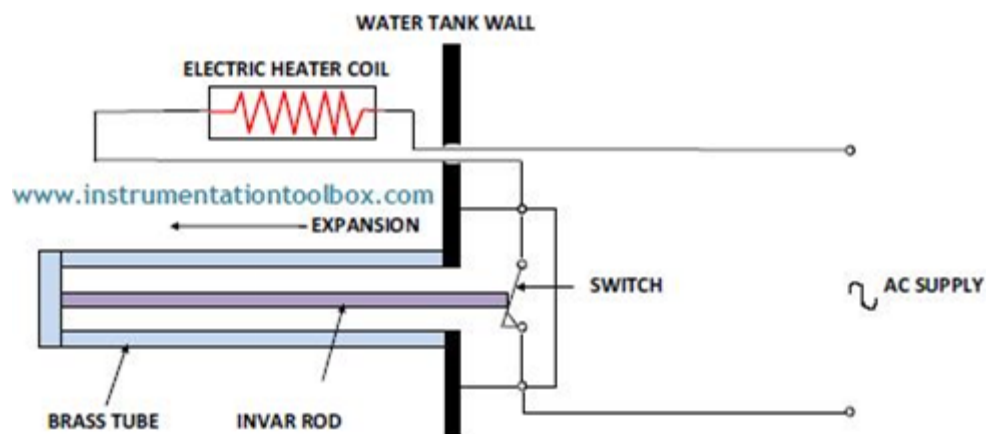 WATER TANK WALL
ELECTRIC HEATER COIL
www.instrumentationtoolbox.com
EXPANSION
SWITCH
AC SUPPLY
BRASS TUBE
INVAR ROD